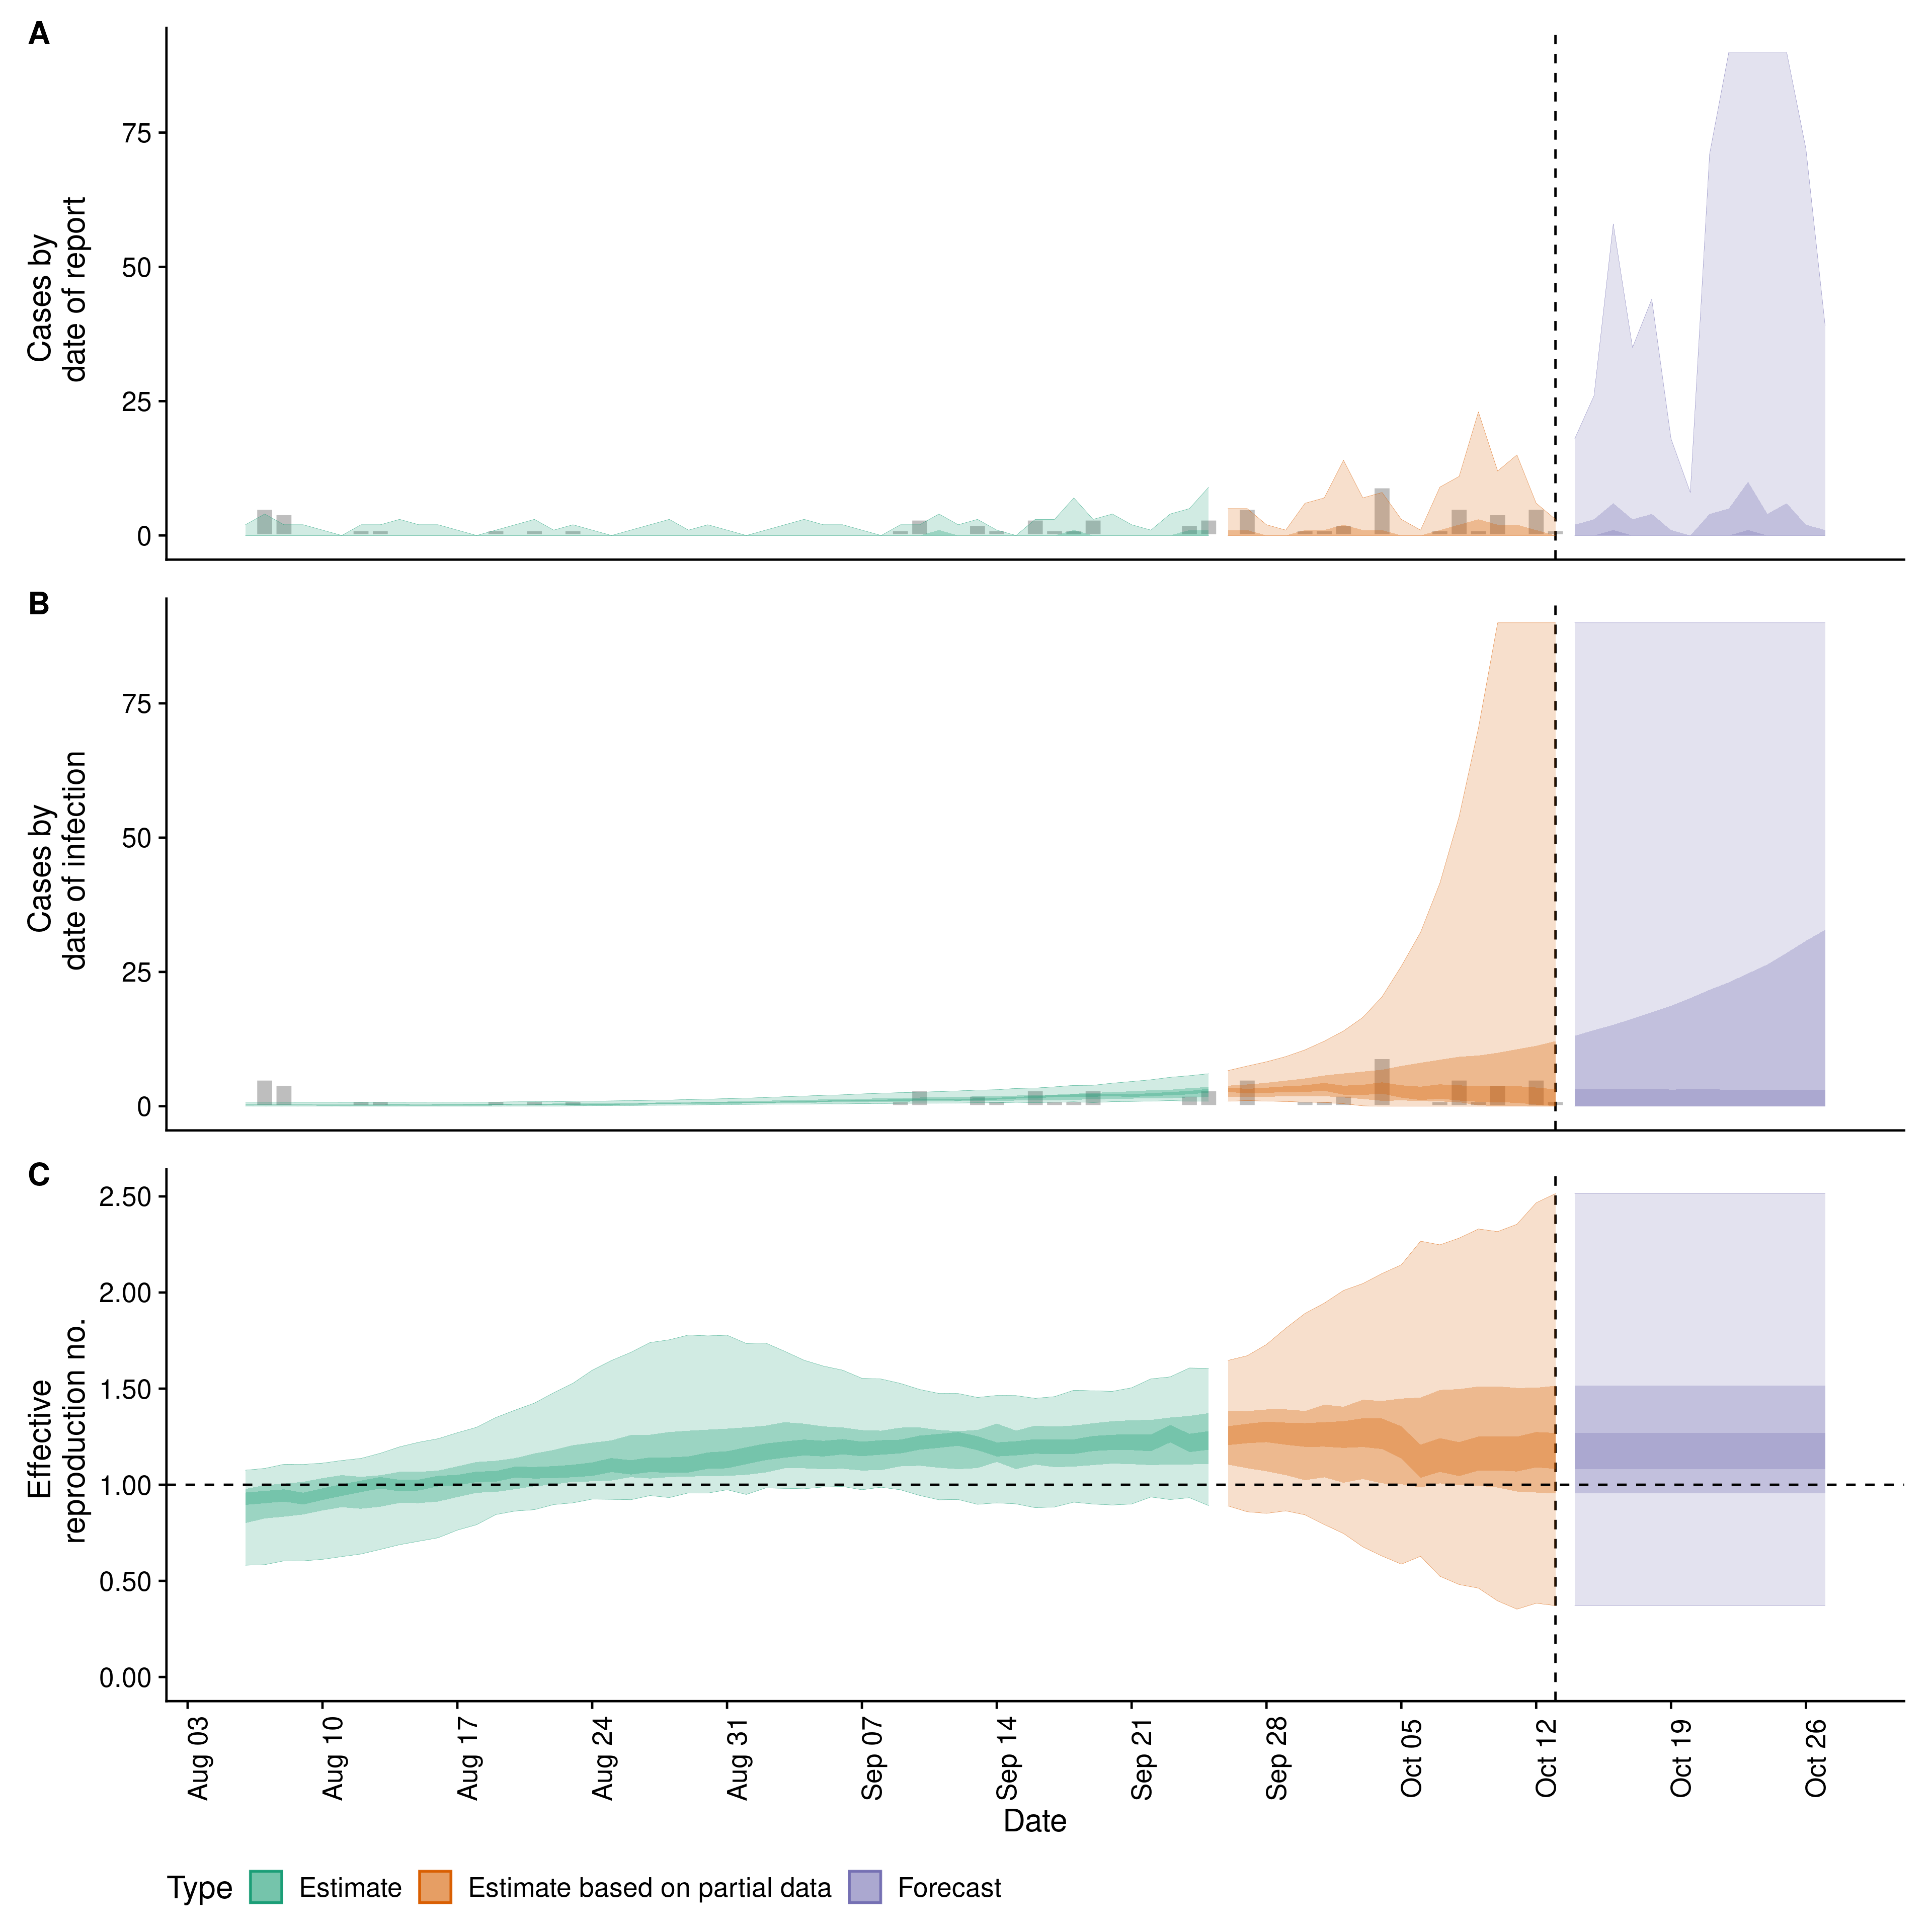 A
Cases by
date of report
75
50
25
0
B
Cases by
date of infection
75
50
25
0
C
Effective
reproduction no.
2.50
2.00
1.50
1.00
0.50
0.00
Aug 03
Aug 10
Aug 17
Aug 24
Aug 31
Sep 07
Sep 14
Sep 21
Sep 28
Oct 05
Oct 12
Oct 19
Oct 26
Date
Type Estimate Estimate based on partial data Forecast